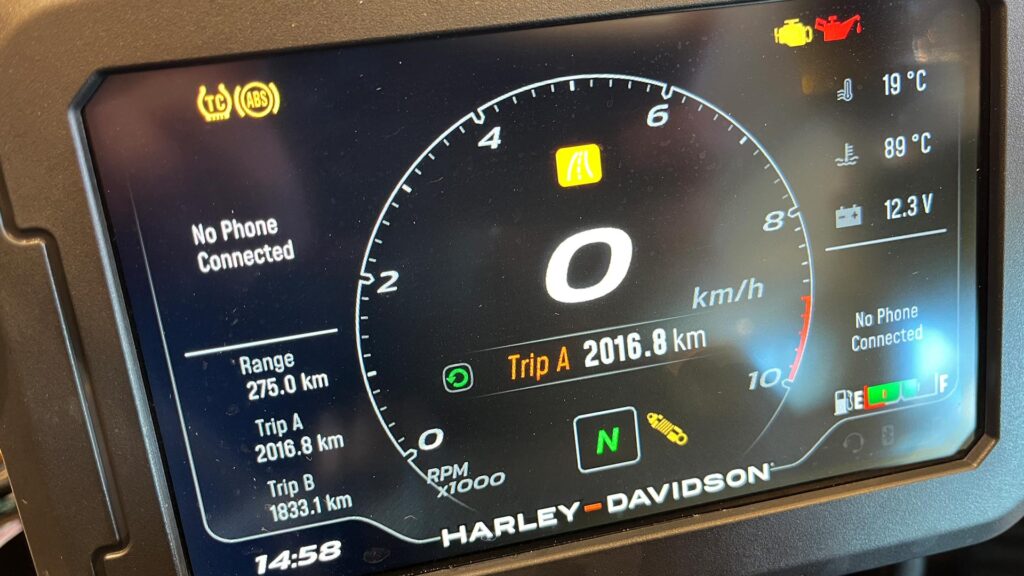 TC ABS
19 °C
89 °C
12.3 V
No Phone
Connected
Range
275.0 km
Trip A
2016.8 km
Trip B
1833.1 km
14:58
0
2
4
6
8
10
RPM
x1000
0
km/h
Trip A 2016.8 km
N
No Phone
Connected
E F
HARLEY-DAVIDSON